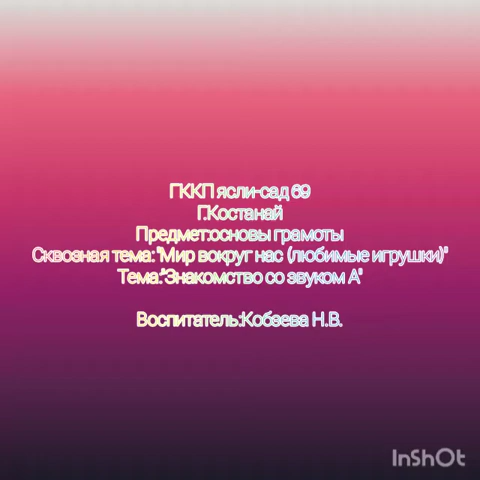 ГККП ясли-сад 69
Г.Костанай
Предмет:основы грамоты
Сквозная тема:"Мир вокруг нас (любимые игрушки)"
Тема:"Знакомство со звуком А"
Воспитатель:Кобзева Н.В.
InShOt